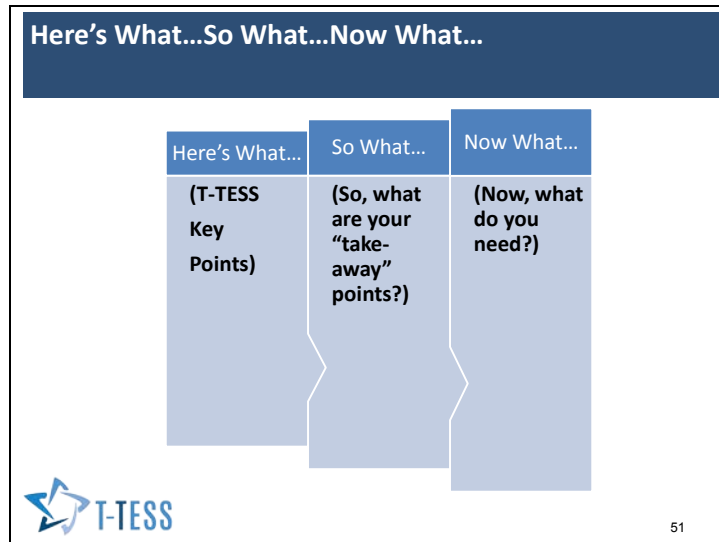 Here’s What…So What…Now What…
Here’s What…
(T-TESS
Key
Points)
So What…
(So, what
are your
“take-
away”
points?)
Now What…
(Now, what
do you
need?)
T-TESS
51